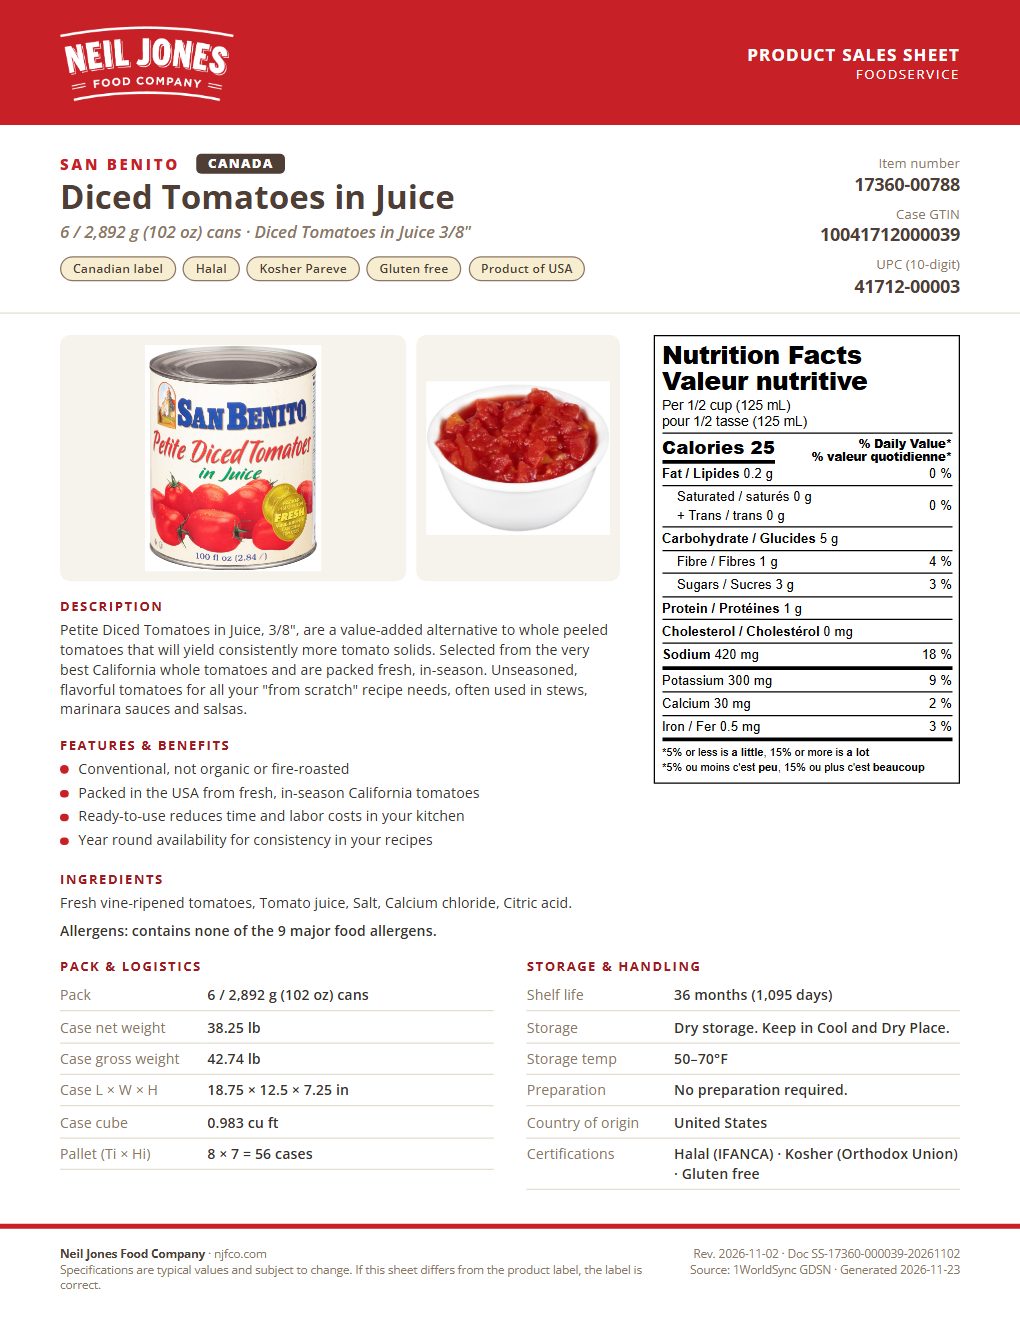 NEIL JONES
FOOD COMPANY
PRODUCT SALES SHEET
FOODSERVICE
SAN BENITO CANADA
Diced Tomatoes in Juice
6 / 2,892 g (102 oz) cans · Diced Tomatoes in Juice 3/8"
Canadian label Halal Kosher Pareve Gluten free Product of USA
Item number
17360-00788
Case GTIN
10041712000039
UPC (10-digit)
41712-00003
SAN BENITO
Petite Diced Tomatoes
in Juice
FRESH
100 fl oz (2.84 l)
Nutrition Facts
Valeur nutritive
Per 1/2 cup (125 mL)
pour 1/2 tasse (125 mL)
Calories 25
% Daily Value*
% valeur quotidienne*
Fat / Lipides 0.2 g 0 %
Saturated / saturés 0 g
+ Trans / trans 0 g
0 %
Carbohydrate / Glucides 5 g
Fibre / Fibres 1 g 4 %
Sugars / Sucres 3 g 3 %
Protein / Protéines 1 g
Cholesterol / Cholestérol 0 mg
Sodium 420 mg 18 %
Potassium 300 mg 9 %
Calcium 30 mg 2 %
Iron / Fer 0.5 mg 3 %
*5% or less is a little, 15% or more is a lot
*5% ou moins c'est peu, 15% ou plus c'est beaucoup
DESCRIPTION
Petite Diced Tomatoes in Juice, 3/8", are a value-added alternative to whole peeled
tomatoes that will yield consistently more tomato solids. Selected from the very
best California whole tomatoes and are packed fresh, in-season. Unseasoned,
flavorful tomatoes for all your "from scratch" recipe needs, often used in stews,
marinara sauces and salsas.
FEATURES & BENEFITS
Conventional, not organic or fire-roasted
Packed in the USA from fresh, in-season California tomatoes
Ready-to-use reduces time and labor costs in your kitchen
Year round availability for consistency in your recipes
INGREDIENTS
Fresh vine-ripened tomatoes, Tomato juice, Salt, Calcium chloride, Citric acid.
Allergens: contains none of the 9 major food allergens.
PACK & LOGISTICS
Pack 6 / 2,892 g (102 oz) cans
Case net weight 38.25 lb
Case gross weight 42.74 lb
Case L × W × H 18.75 × 12.5 × 7.25 in
Case cube 0.983 cu ft
Pallet (Ti × Hi) 8 × 7 = 56 cases
STORAGE & HANDLING
Shelf life 36 months (1,095 days)
Storage Dry storage. Keep in Cool and Dry Place.
Storage temp 50–70°F
Preparation No preparation required.
Country of origin United States
Certifications Halal (IFANCA) · Kosher (Orthodox Union)
· Gluten free
Neil Jones Food Company · njfco.com
Specifications are typical values and subject to change. If this sheet differs from the product label, the label is
correct.
Rev. 2026-11-02 · Doc SS-17360-000039-20261102
Source: 1WorldSync GDSN · Generated 2026-11-23